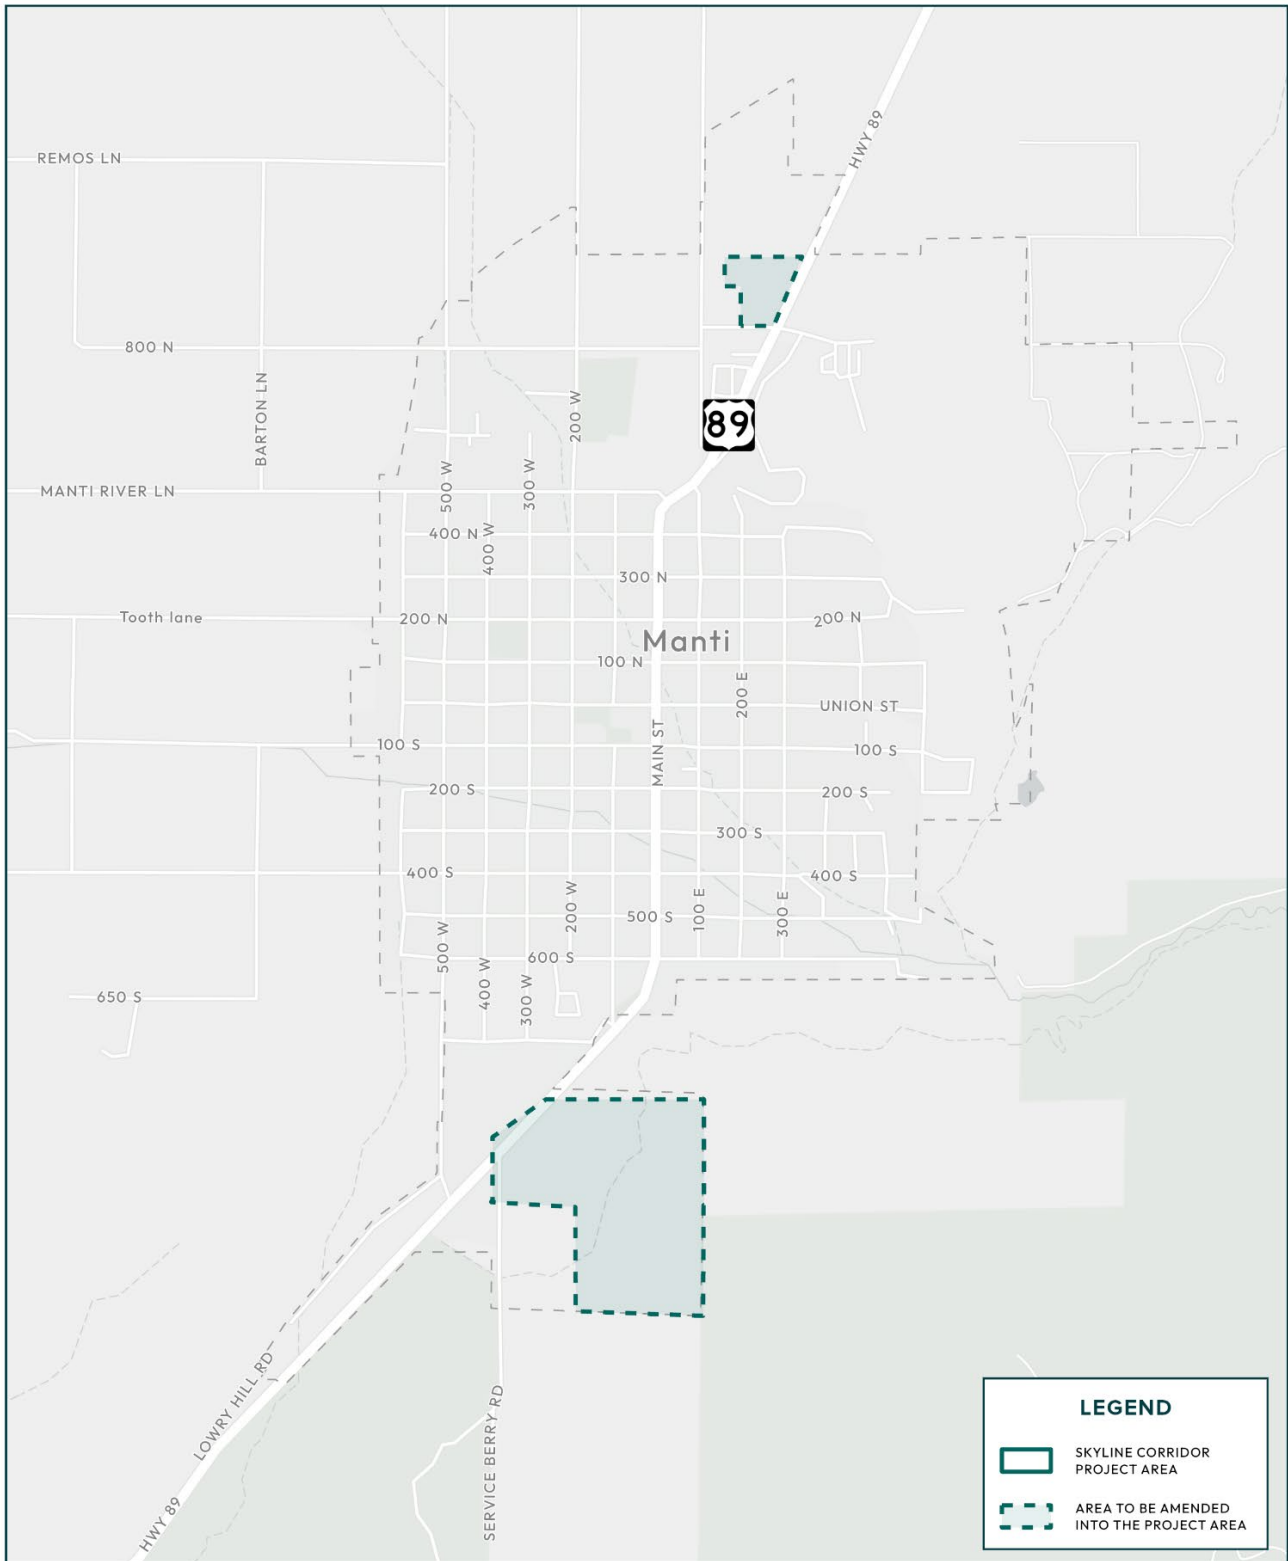 HWY 89
REMOS LN
800 N
BARTON LN
200 W
89
MANTI RIVER LN
500 W
300 W
400 N
400 W
300 N
Tooth lane
200 N
200 N
Manti
100 N
200 E
UNION ST
MAIN ST
100 S
100 S
200 S
200 S
300 S
400 S
400 S
200 W
500 S
100 E
300 E
500 W
600 S
400 W
300 W
650 S
LOWRY HILL RD
SERVICE BERRY RD
HWY 89
LEGEND
SKYLINE CORRIDOR
PROJECT AREA
AREA TO BE AMENDED
INTO THE PROJECT AREA